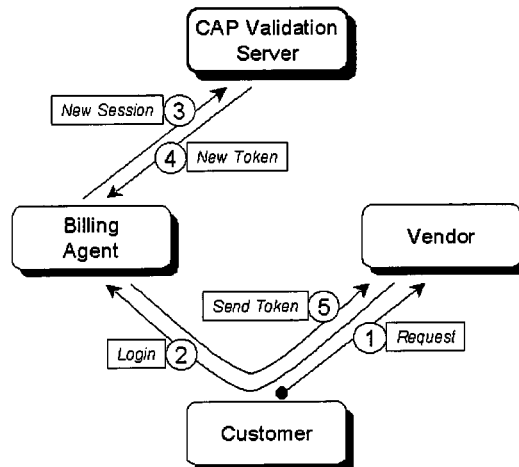 CAP Validation
Server
New Session 3
4 New Token
Billing
Agent
Vendor
Send Token 5
Login 2
1 Request
Customer